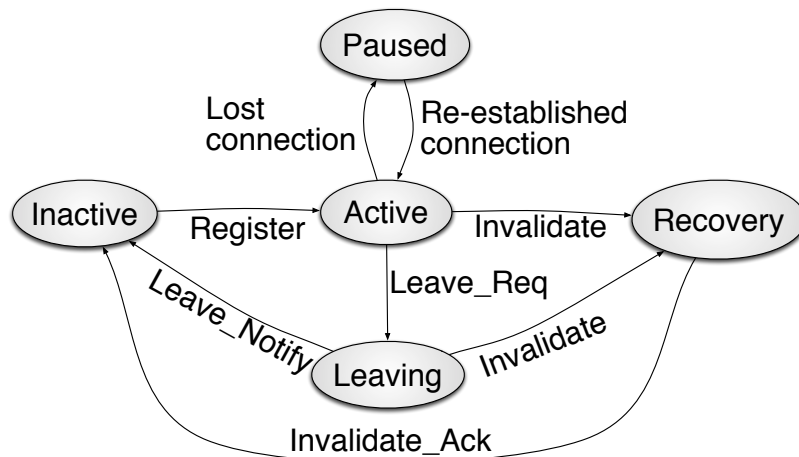 Paused
Lost
connection
Re-established
connection
Inactive
Register
Active
Invalidate
Recovery
Leave_Req
Leave_Notify
Invalidate
Leaving
Invalidate_Ack